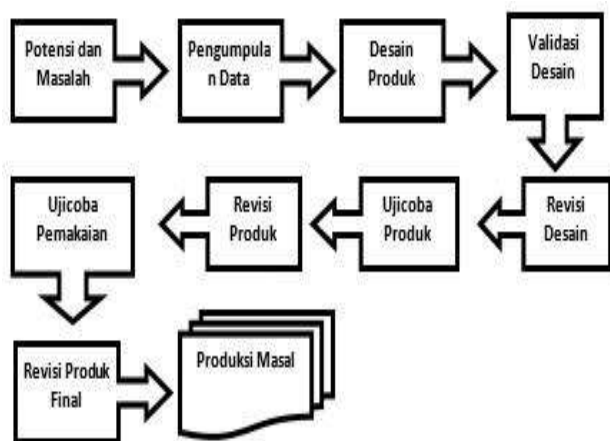 Potensi dan
Masalah
Pengumpula
n Data
Desain
Produk
Validasi
Desain
Revisi
Desain
Ujicoba
Produk
Revisi
Produk
Ujicoba
Pemakaian
Revisi Produk
Final
Produksi Masal